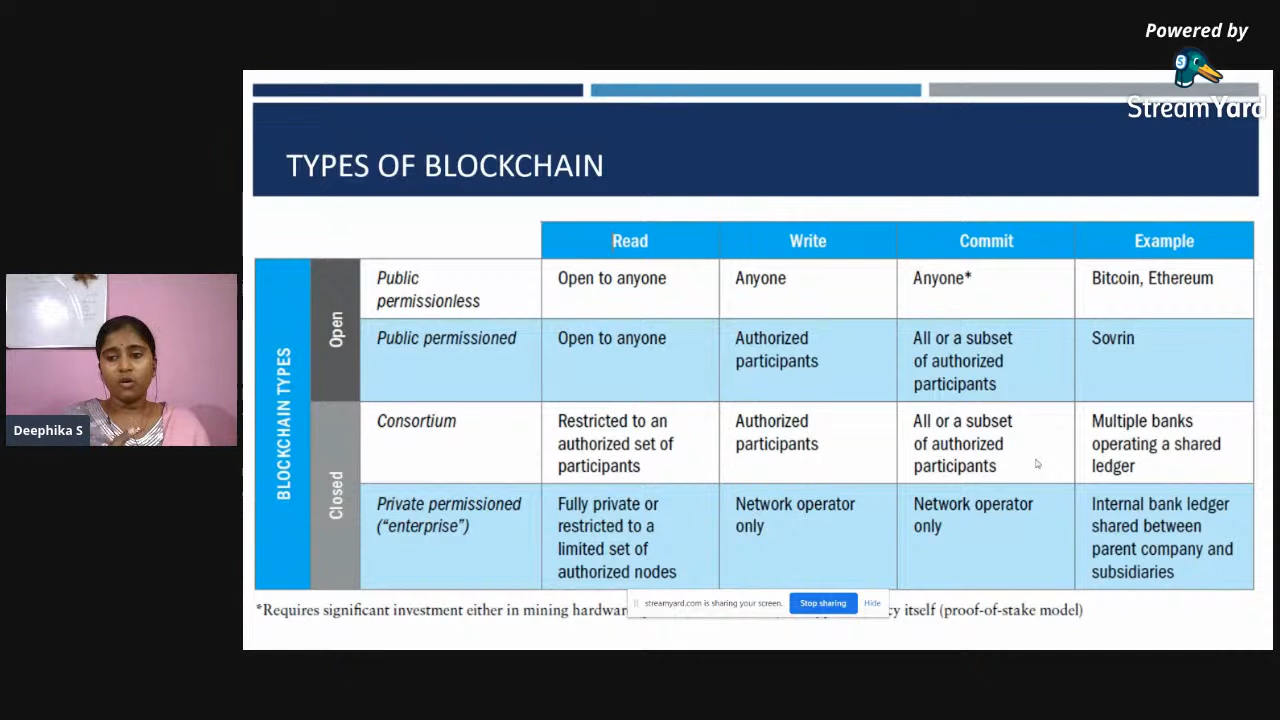 Powered by
StreamYard
TYPES OF BLOCKCHAIN
Read Write Commit Example
BLOCKCHAIN TYPES
Open
Public permissionless
Open to anyone
Anyone
Anyone*
Bitcoin, Ethereum
Public permissioned
Open to anyone
Authorized
participants
All or a subset
of authorized
participants
Sovrin
Closed
Consortium
Restricted to an
authorized set of
participants
Authorized
participants
All or a subset
of authorized
participants
Multiple banks
operating a shared
ledger
Private permissioned
(“enterprise”)
Fully private or
restricted to a
limited set of
authorized nodes
Network operator
only
Network operator
only
Internal bank ledger
shared between
parent company and
subsidiaries
*Requires significant investment either in mining itself (proof-of-stake model)
streamyard.com is sharing your screen. Stop sharing Hide
Deephika S